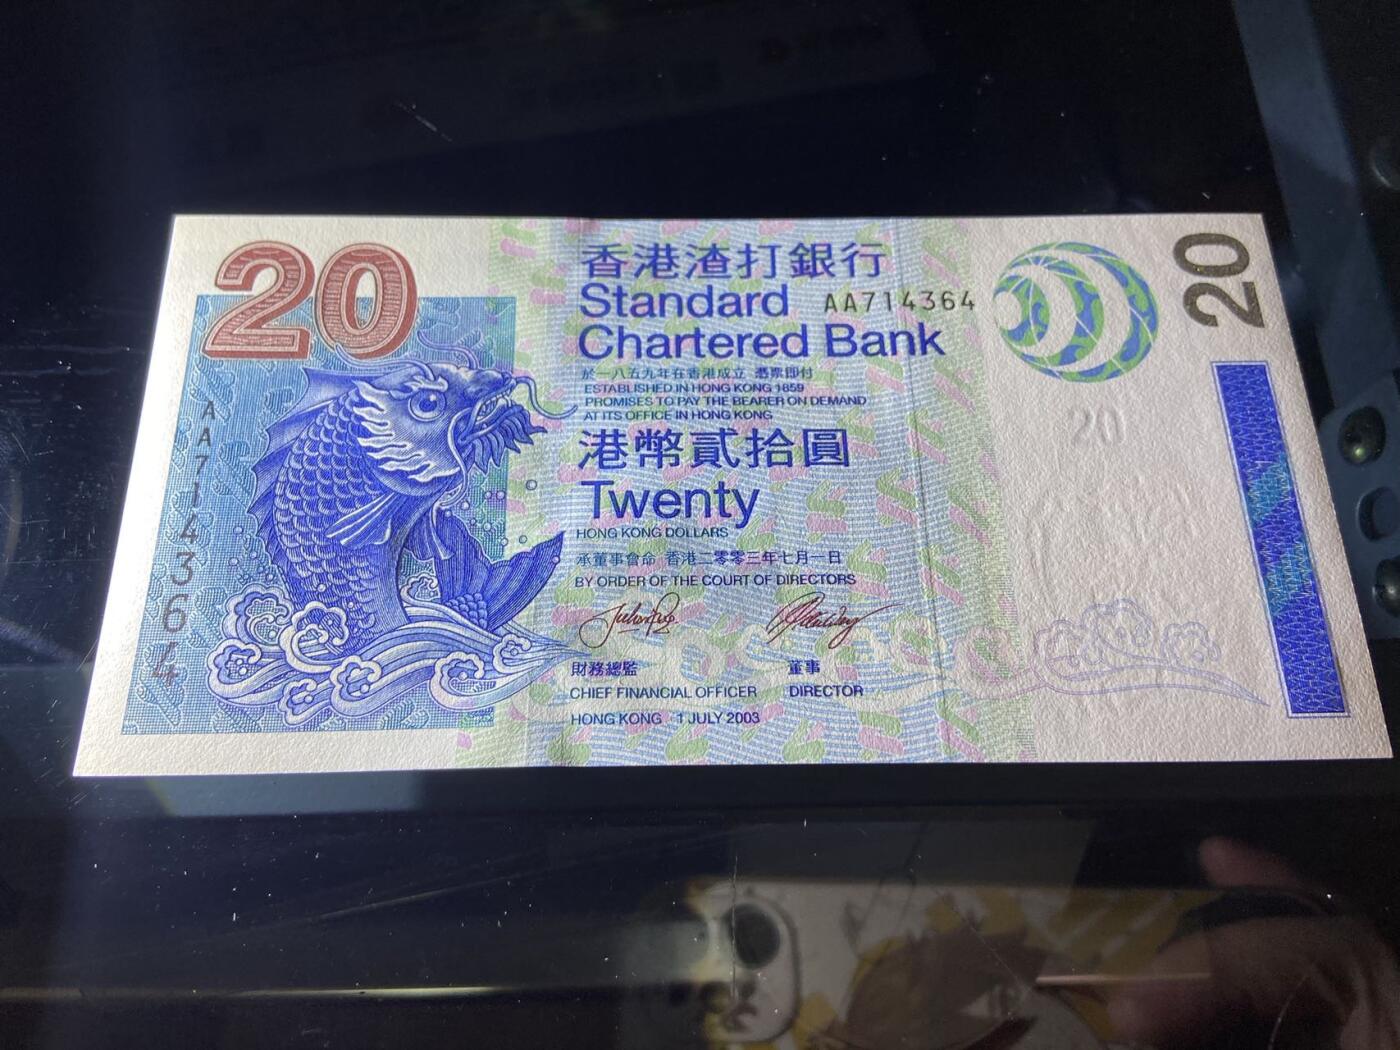 20
AA714364
香港渣打銀行
Standard
Chartered Bank
AA714364
於一八五九年在香港成立 憑票即付
ESTABLISHED IN HONG KONG 1859
PROMISES TO PAY THE BEARER ON DEMAND
AT ITS OFFICE IN HONG KONG
港幣貳拾圓
Twenty
HONG KONG DOLLARS
承董事會命 香港二零零三年七月一日
BY ORDER OF THE COURT OF DIRECTORS
財務總監
CHIEF FINANCIAL OFFICER
董事
DIRECTOR
HONG KONG 1 JULY 2003
20
20